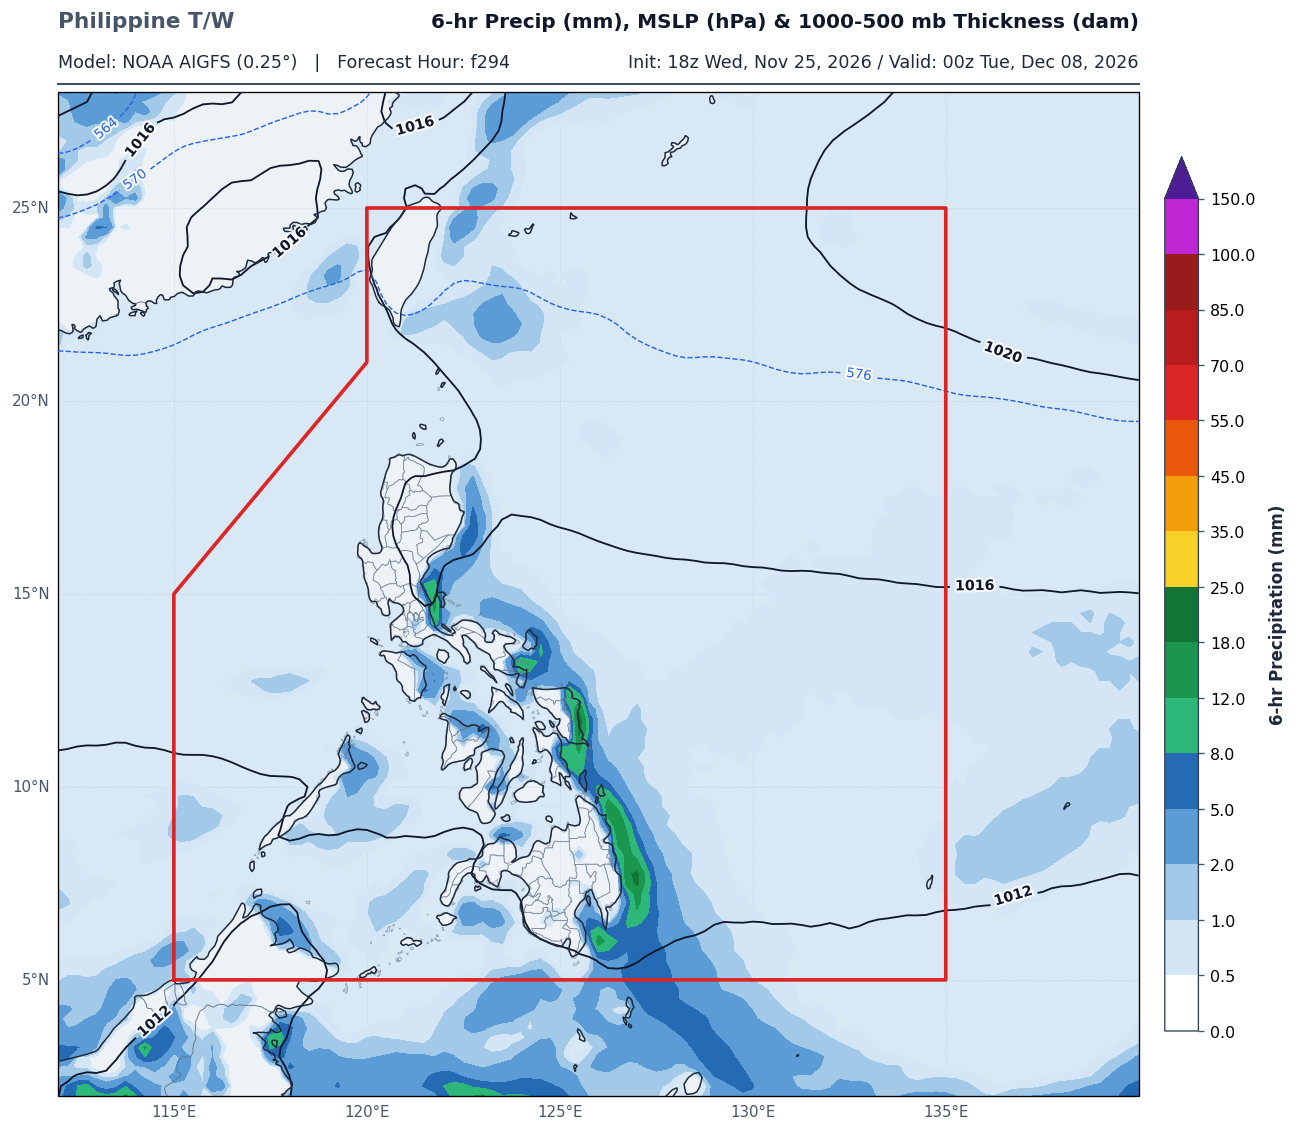 Philippine T/W
6-hr Precip (mm), MSLP (hPa) & 1000-500 mb Thickness (dam)
Model: NOAA AIGFS (0.25°) | Forecast Hour: f294
Init: 18z Wed, Nov 25, 2026 / Valid: 00z Tue, Dec 08, 2026
564
1016
1016
570
1016
1020
576
1016
1012
1012
25°N
20°N
15°N
10°N
5°N
115°E
120°E
125°E
130°E
135°E
150.0
100.0
85.0
70.0
55.0
45.0
35.0
25.0
18.0
12.0
8.0
5.0
2.0
1.0
0.5
0.0
6-hr Precipitation (mm)